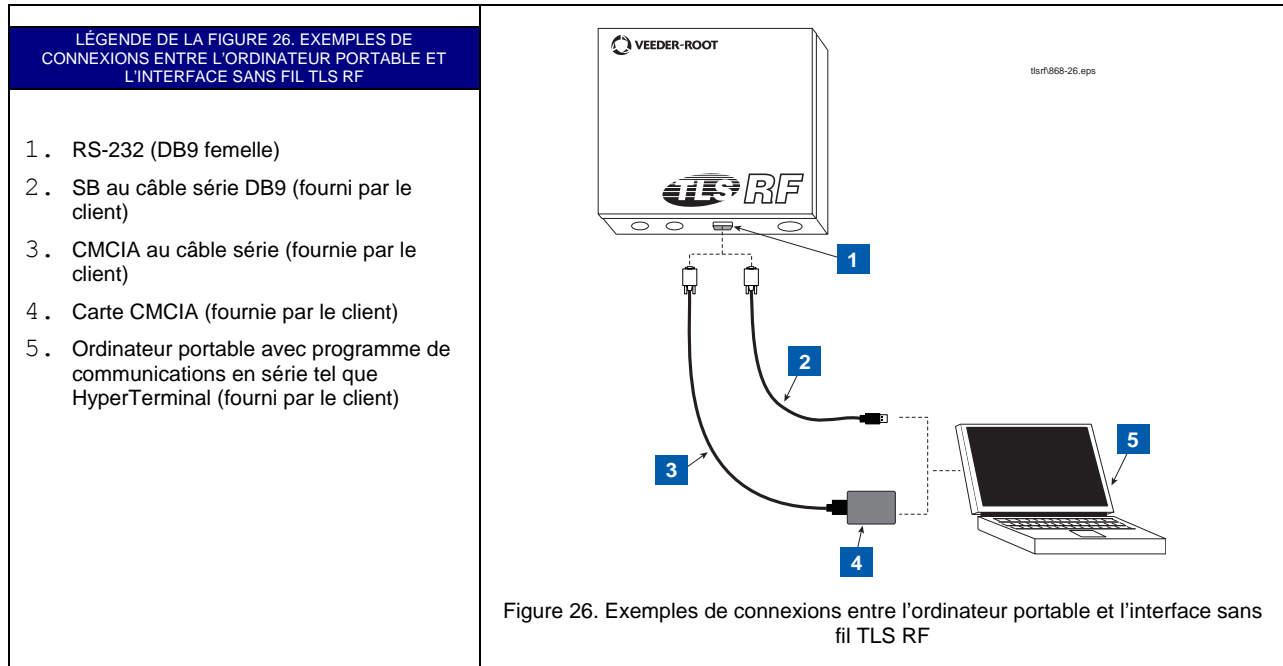 LÉGENDE DE LA FIGURE 26. EXEMPLES DE
CONNEXIONS ENTRE L'ORDINATEUR PORTABLE ET
L'INTERFACE SANS FIL TLS RF
1. RS-232 (DB9 femelle)
2. SB au câble série DB9 (fourni par le
client)
3. CMCIA au câble série (fournie par le
client)
4. Carte CMCIA (fournie par le client)
5. Ordinateur portable avec programme de
communications en série tel que
HyperTerminal (fourni par le client)
VEEDER-ROOT
tlsrf\868-26.eps
TLS RF
1
2
3
5
4
Figure 26. Exemples de connexions entre l'ordinateur portable et l'interface sans
fil TLS RF